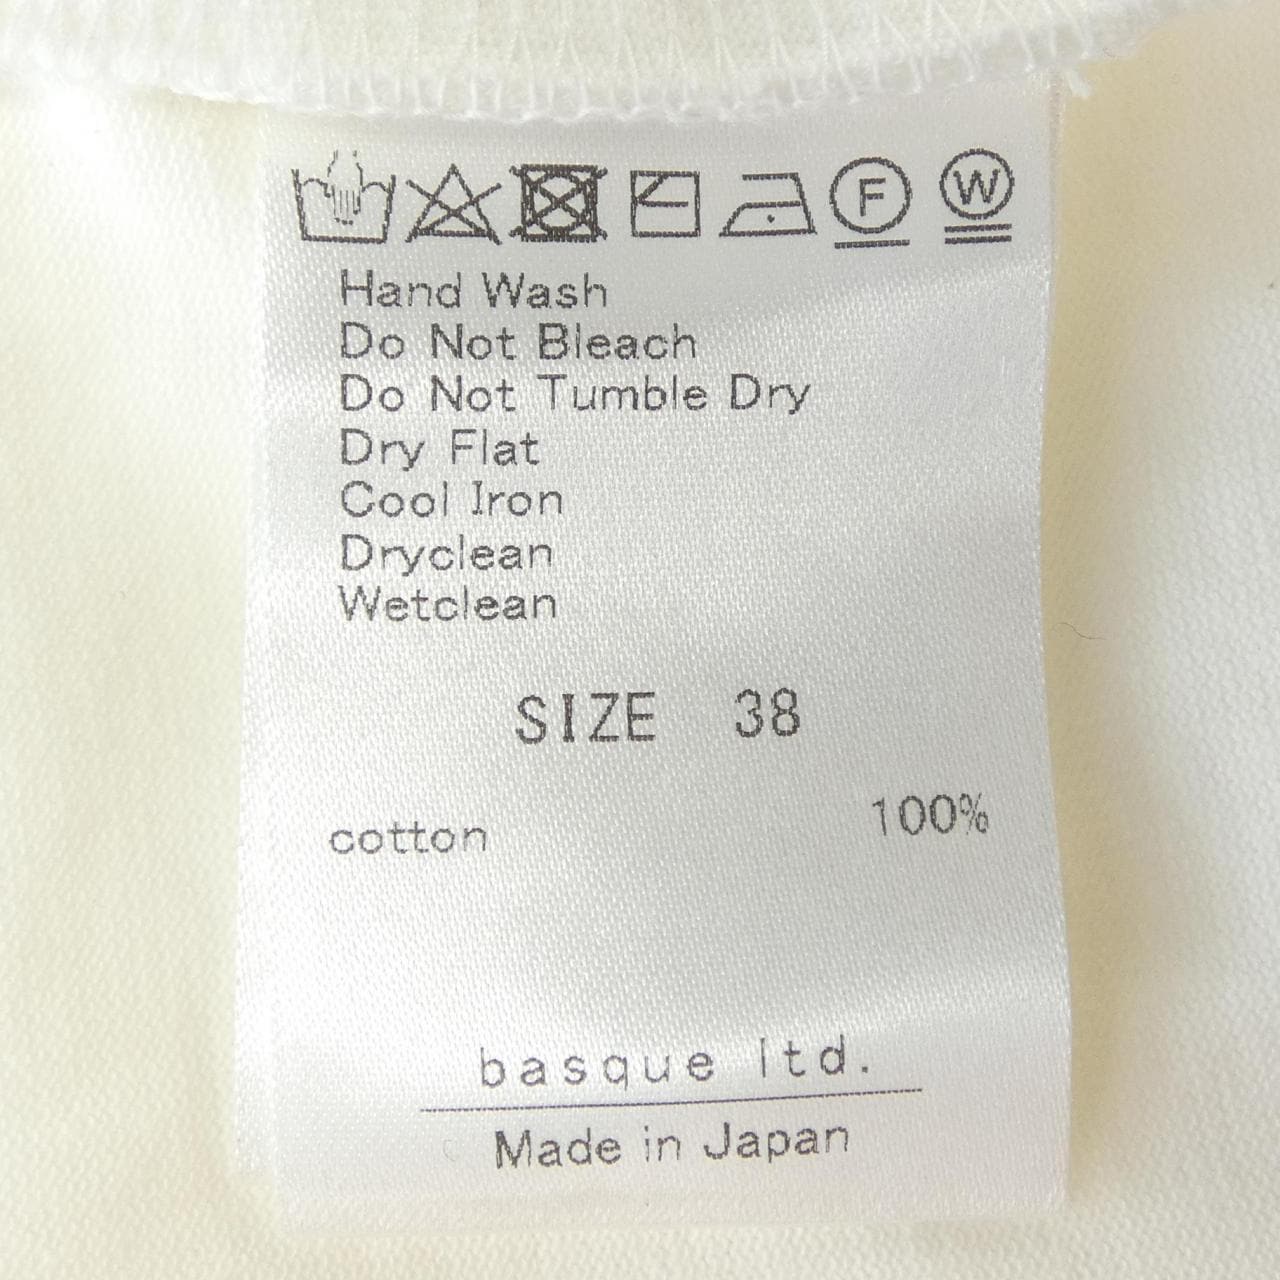 F W
Hand Wash
Do Not Bleach
Do Not Tumble Dry
Dry Flat
Cool Iron
Dryclean
Wetclean
SIZE 38
cotton 100%
basque ltd.
Made in Japan